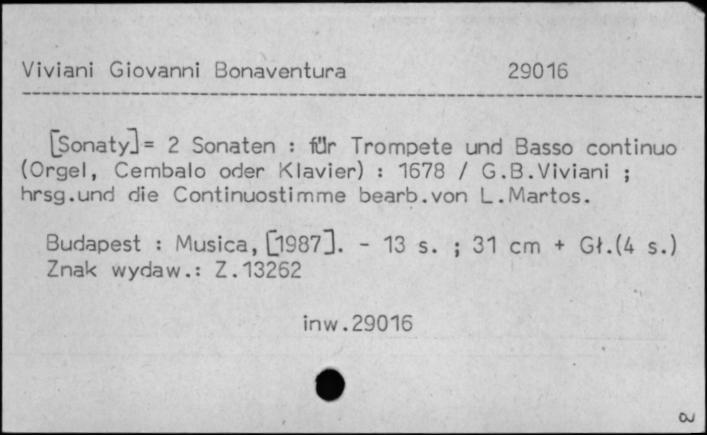 Viviani Giovanni Bonaventura 29016
[Sonaty]= 2 Sonaten : für Trompete und Basso continuo
(Orgel, Cembalo oder Klavier) : 1678 / G.B.Viviani ;
hrsg.und die Continuostimme bearb.von L.Martos.
Budapest : Musica, [1987]. - 13 s. ; 31 cm + Gł.(4 s.)
Znak wydaw.: Z.13262
inw.29016